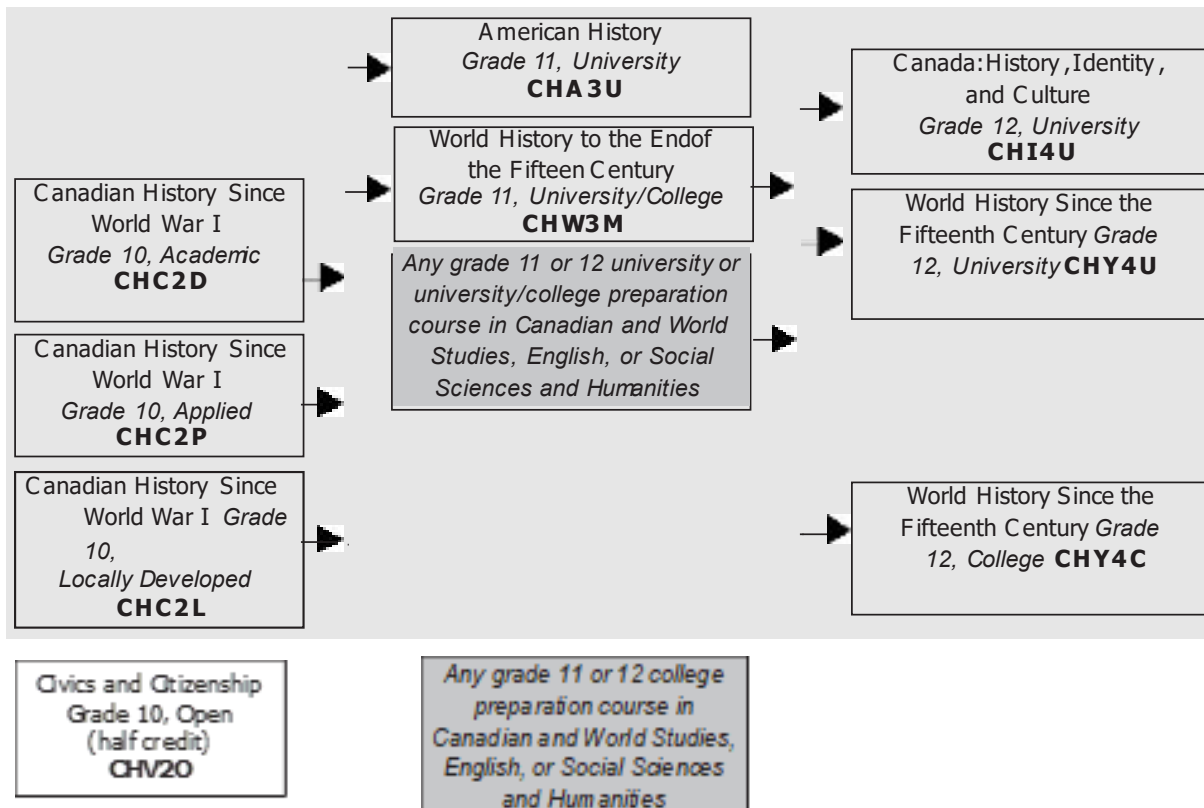 American History
Grade 11, University
CHA3U
Canada: History, Identity,
and Culture
Grade 12, University
CHI4U
World History to the Endof
the Fifteen Century
Grade 11, University/College
CHW3M
Canadian History Since
World War I
Grade 10, Academic
CHC2D
World History Since the
Fifteenth Century Grade
12, University CHY4U
Any grade 11 or 12 university or
university/college preparation
course in Canadian and World
Studies, English, or Social
Sciences and Humanities
Canadian History Since
World War I
Grade 10, Applied
CHC2P
Canadian History Since
World War I Grade
10,
Locally Developed
CHC2L
World History Since the
Fifteenth Century Grade
12, College CHY4C
Civics and Citizenship
Grade 10, Open
(half credit)
CHV2O
Any grade 11 or 12 college
preparation course in
Canadian and World Studies,
English, or Social Sciences
and Humanities